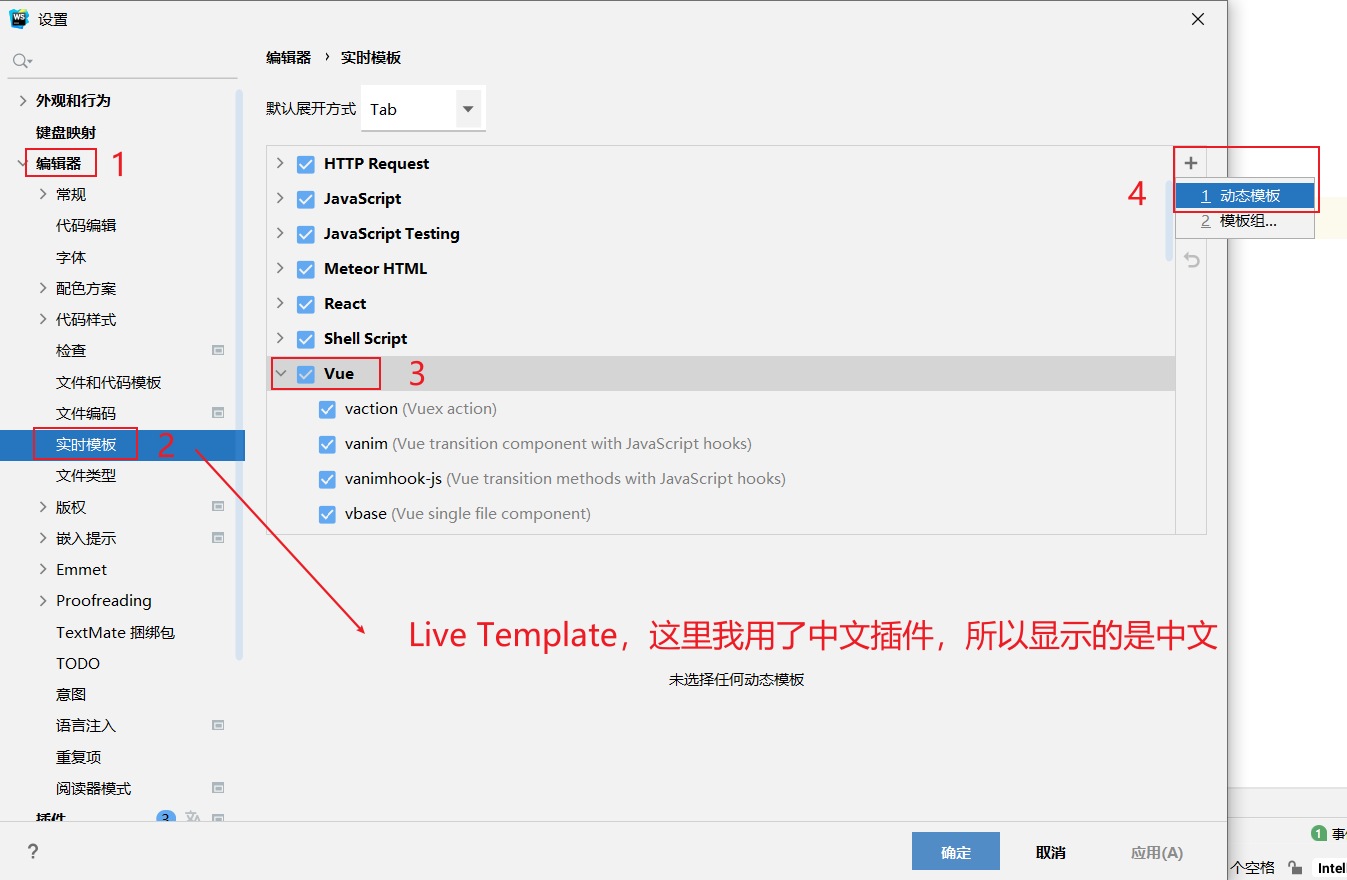 WS 设置
编辑器 › 实时模板
外观和行为
键盘映射
编辑器 1
常规
代码编辑
字体
配色方案
代码样式
检查
文件和代码模板
文件编码
实时模板 2
文件类型
版权
嵌入提示
Emmet
Proofreading
TextMate 捆绑包
TODO
意图
语言注入
重复项
阅读器模式
插件 3
默认展开方式 Tab
HTTP Request
JavaScript
JavaScript Testing
Meteor HTML
React
Shell Script
Vue 3
vaction (Vuex action)
vanim (Vue transition component with JavaScript hooks)
vanimhook-js (Vue transition methods with JavaScript hooks)
vbase (Vue single file component)
+
4
1 动态模板
2 模板组...
Live Template，这里我用了中文插件，所以显示的是中文
未选择任何动态模板
?
确定
取消
应用(A)
1 事
个空格
Intel